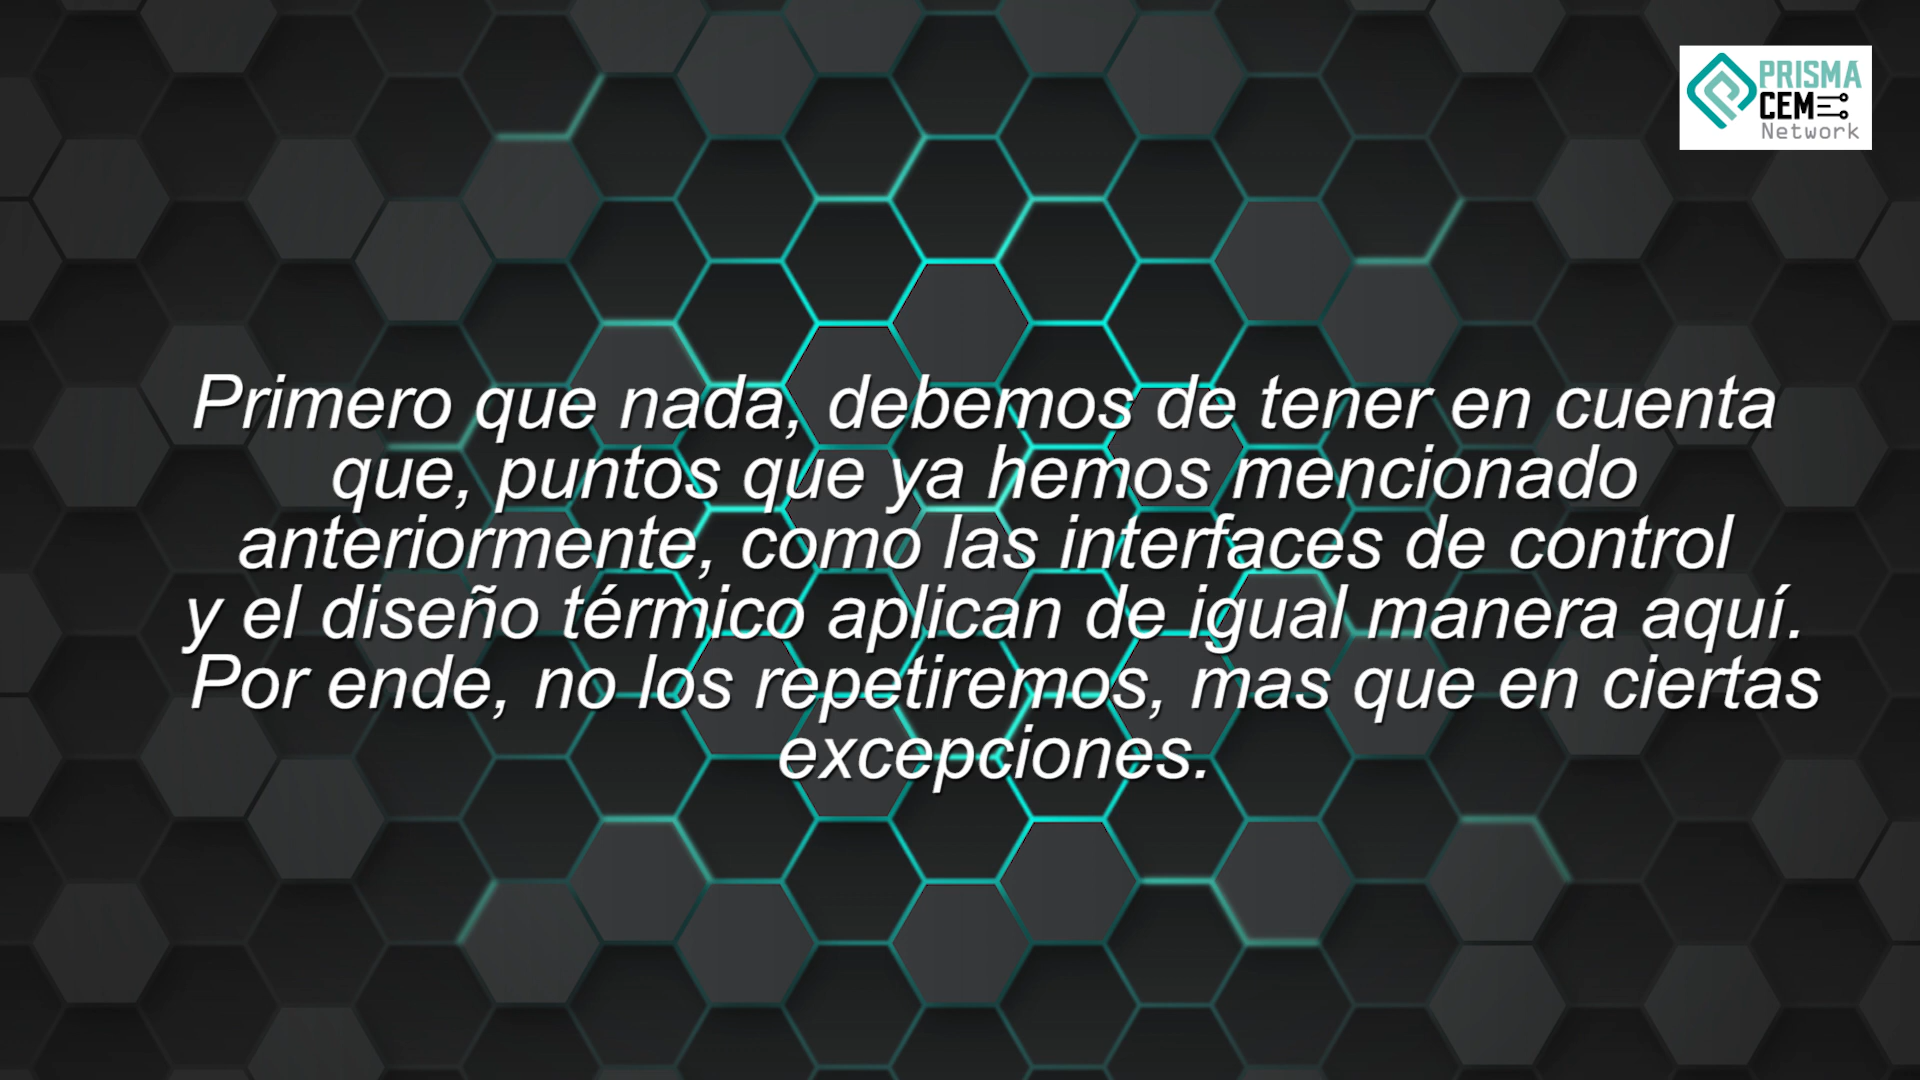 PRISMA
CEM
Network
Primero que nada, debemos de tener en cuenta
que, puntos que ya hemos mencionado
anteriormente, como las interfaces de control
y el diseño térmico aplican de igual manera aquí.
Por ende, no los repetiremos, mas que en ciertas
excepciones.